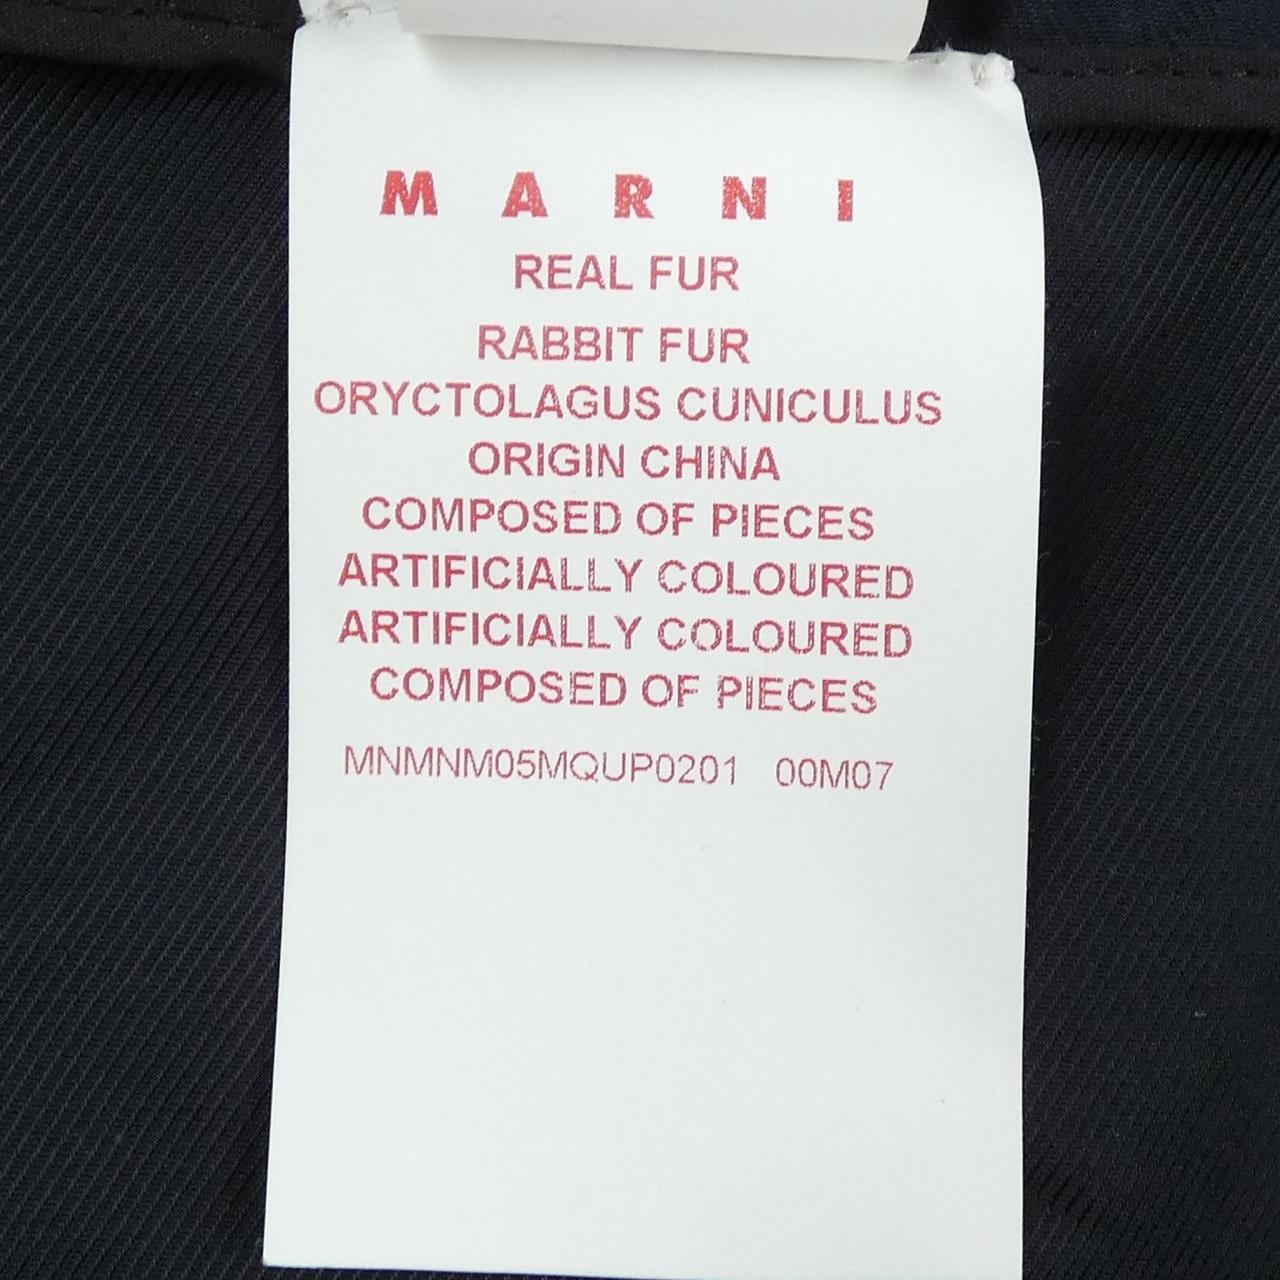 MARNI
REAL FUR
RABBIT FUR
ORYCTOLAGUS CUNICULUS
ORIGIN CHINA
COMPOSED OF PIECES
ARTIFICIALLY COLOURED
ARTIFICIALLY COLOURED
COMPOSED OF PIECES
MNMNM05MQUP0201 00M07